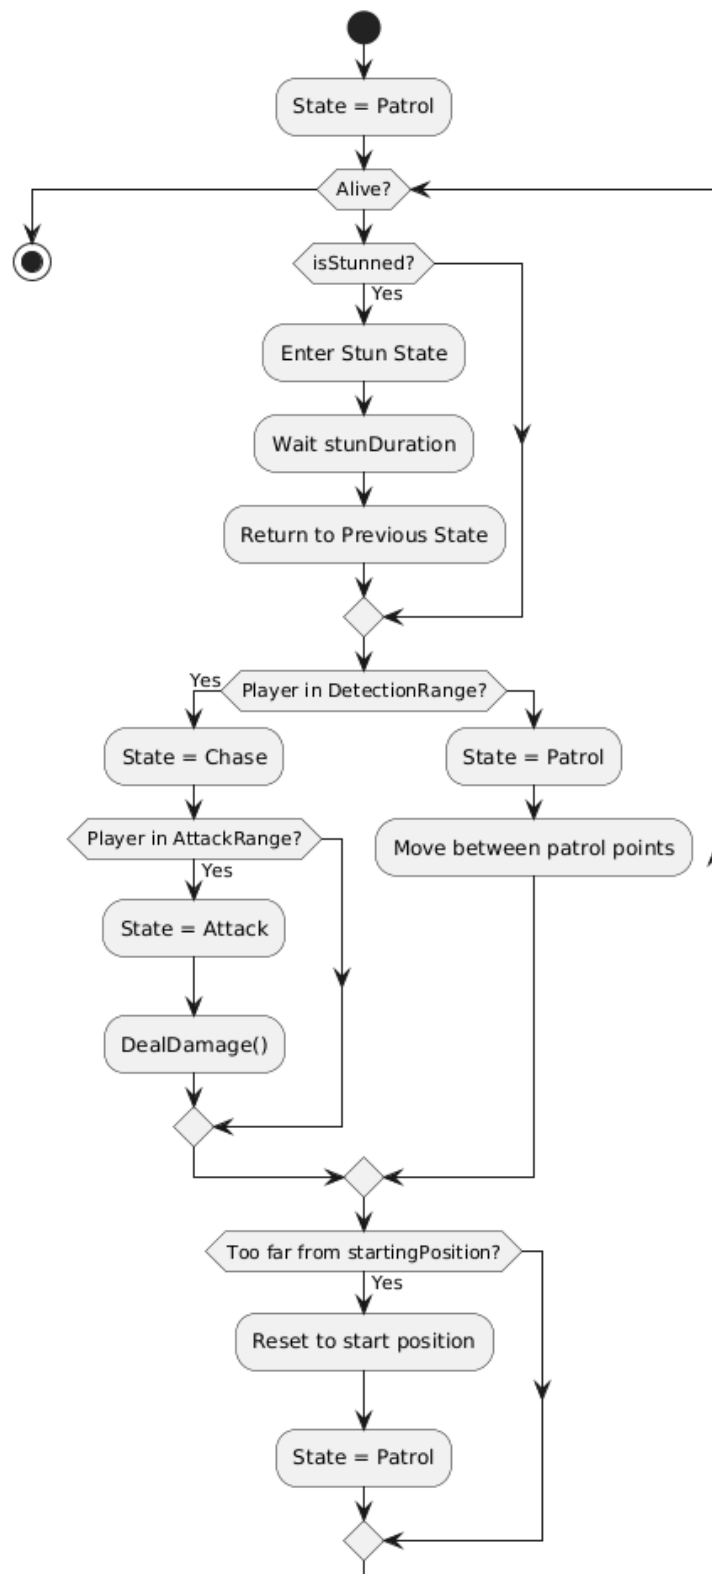 State = Patrol
Alive?
isStunned?
Yes
Enter Stun State
Wait stunDuration
Return to Previous State
Yes
Player in DetectionRange?
State = Chase
State = Patrol
Player in AttackRange?
Move between patrol points
Yes
State = Attack
DealDamage()
Too far from startingPosition?
Yes
Reset to start position
State = Patrol